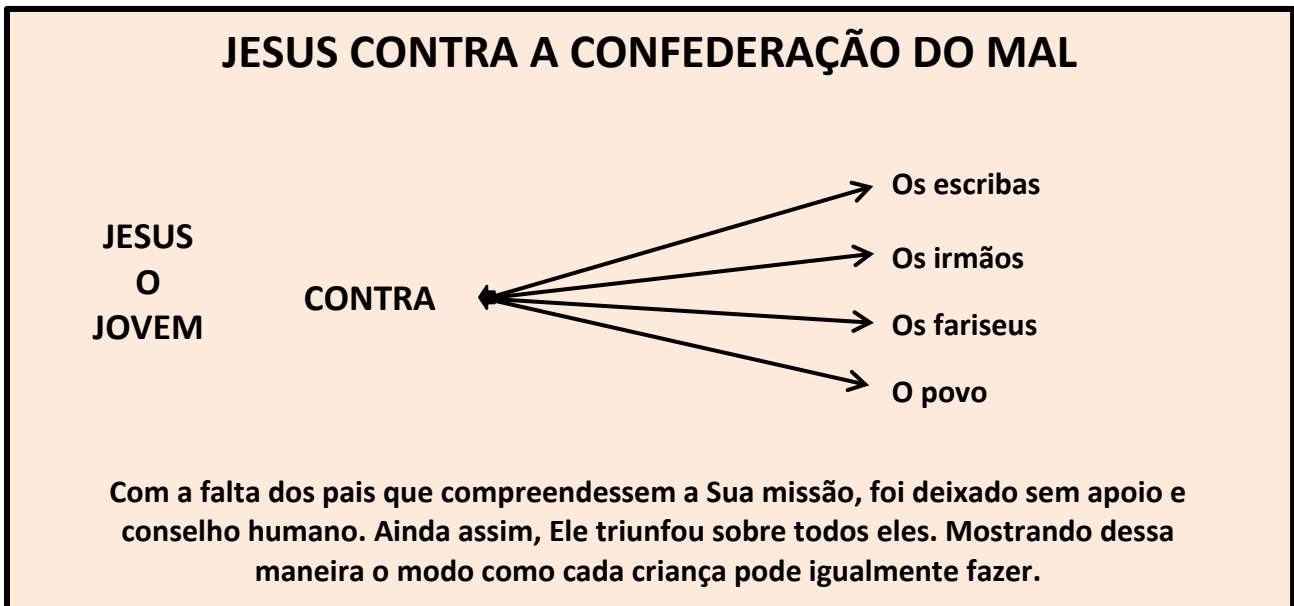 JESUS CONTRA A CONFEDERAÇÃO DO MAL
JESUS
O
JOVEM
CONTRA
Os escribas
Os irmãos
Os fariseus
O povo
Com a falta dos pais que compreendessem a Sua missão, foi deixado sem apoio e
conselho humano. Ainda assim, Ele triunfou sobre todos eles. Mostrando dessa
maneira o modo como cada criança pode igualmente fazer.